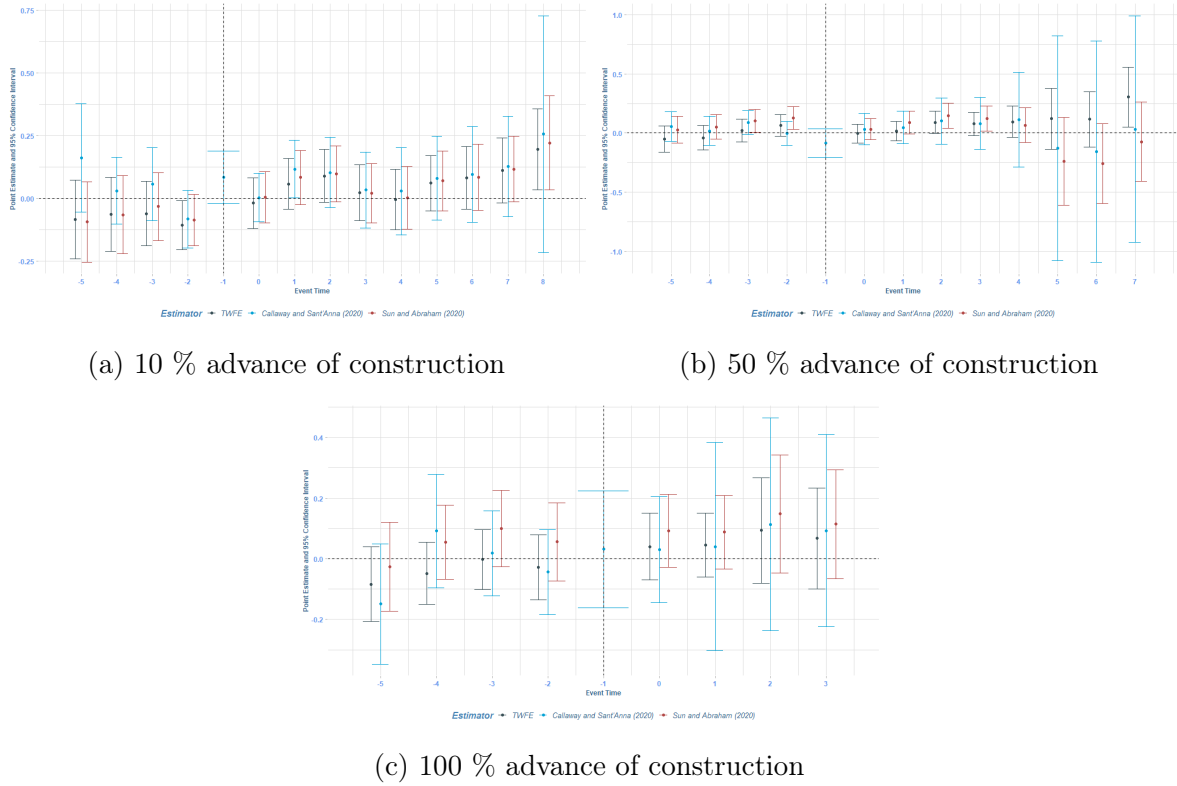 0.75
0.50
0.25
0.00
-0.25
Point Estimate and 95% Confidence Interval
-5 -4 -3 -2 -1 0 1 2 3 4 5 6 7 8
Event Time
Estimator TWFE Callaway and Sant'Anna (2020) Sun and Abraham (2020)
(a) 10 % advance of construction
1.0
0.5
0.0
-0.5
-1.0
Point Estimate and 95% Confidence Interval
-5 -4 -3 -2 -1 0 1 2 3 4 5 6 7
Event Time
Estimator TWFE Callaway and Sant'Anna (2020) Sun and Abraham (2020)
(b) 50 % advance of construction
0.4
0.2
0.0
-0.2
Point Estimate and 95% Confidence Interval
-5 -4 -3 -2 -1 0 1 2 3
Event Time
Estimator TWFE Callaway and Sant'Anna (2020) Sun and Abraham (2020)
(c) 100 % advance of construction